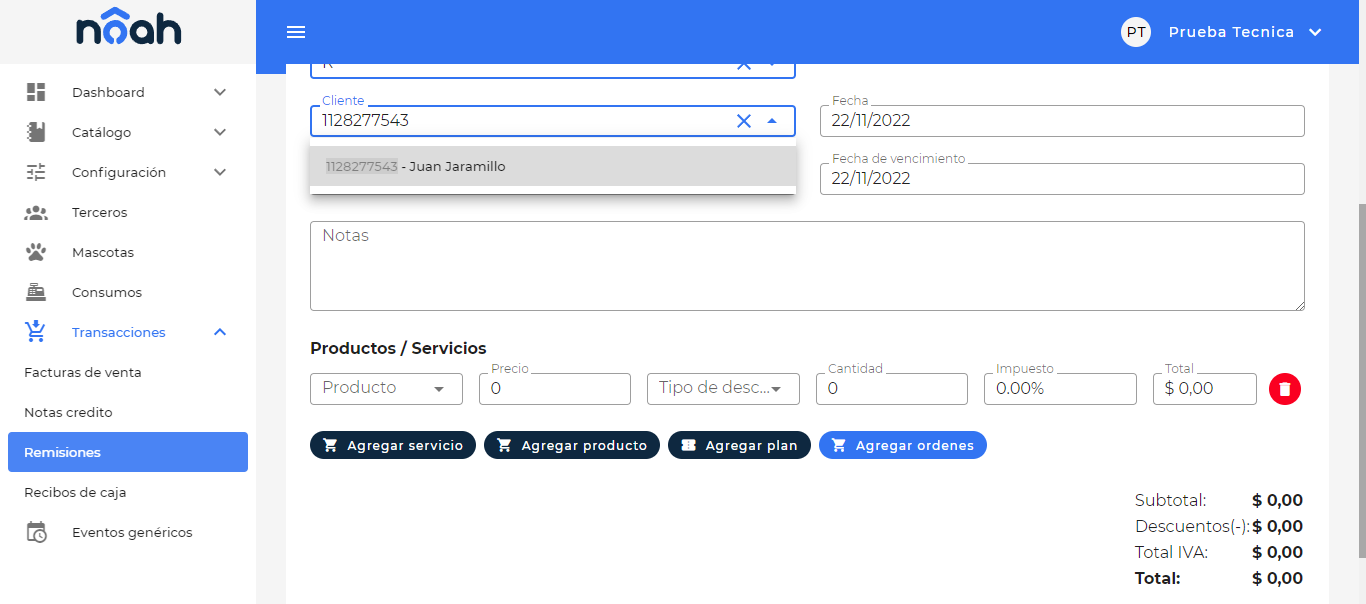 nôah
PT Prueba Tecnica
Dashboard
Catálogo
Configuración
Terceros
Mascotas
Consumos
Transacciones
Facturas de venta
Notas credito
Remisiones
Recibos de caja
Eventos genéricos
Cliente
1128277543
1128277543 - Juan Jaramillo
Fecha
22/11/2022
Fecha de vencimiento
22/11/2022
Notas
Productos / Servicios
Producto
Precio
0
Tipo de desc...
Cantidad
0
Impuesto
0.00%
Total
$ 0,00
Agregar servicio
Agregar producto
Agregar plan
Agregar ordenes
Subtotal: $ 0,00
Descuentos(-): $ 0,00
Total IVA: $ 0,00
Total: $ 0,00